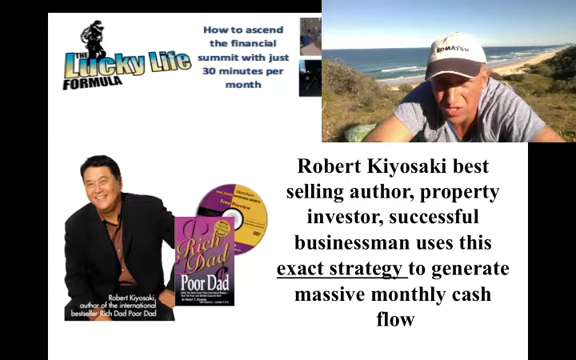 THE
Lucky Life
FORMULA
How to ascend
the financial
summit with just
30 minutes per
month
KOMATSU
Robert Kiyosaki best
selling author, property
investor, successful
businessman uses this
exact strategy to generate
massive monthly cash
flow
Rich
Dad
Poor Dad
Robert Kiyosaki,
author of the international
bestseller Rich Dad Poor Dad